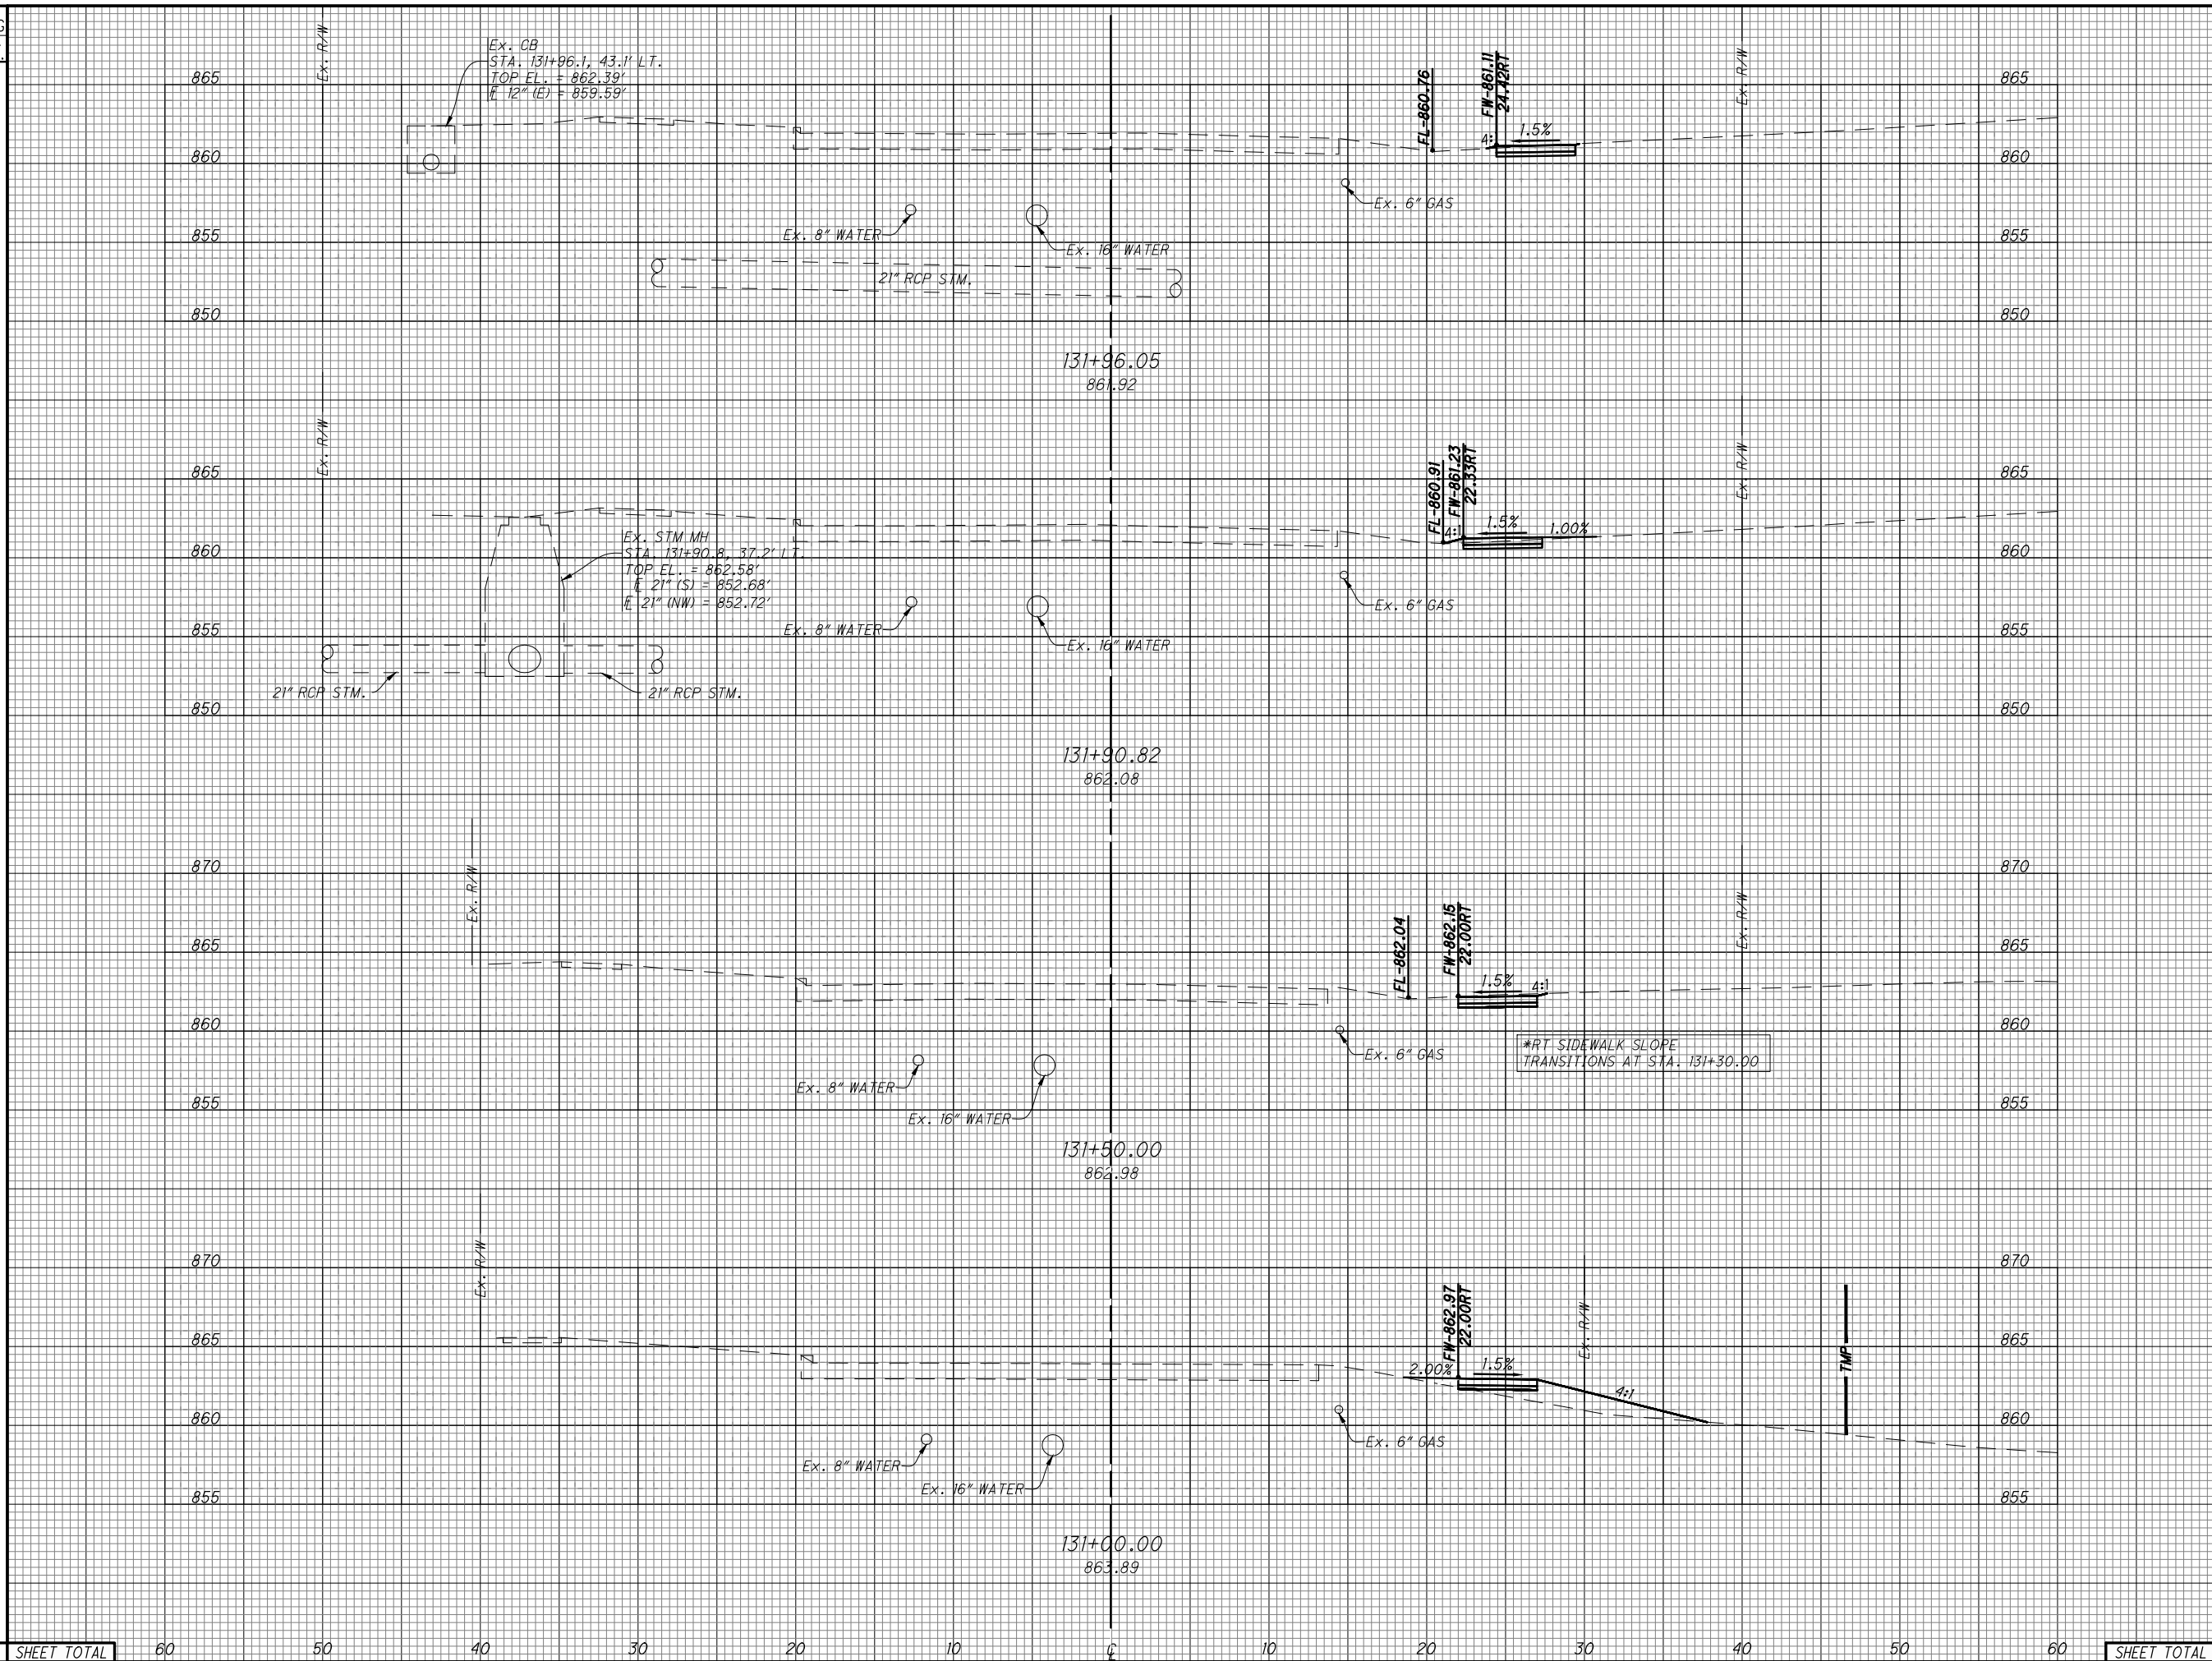 Ex. R/W
Ex. CB
STA. 131+96.1, 43.1' LT.
TOP EL. = 862.39'
12" (E) = 859.59'
FL-860.76
FW-861.11
24.42RT
Ex. R/W
865
865
4:1
1.5%
860
860
Ex. 6" GAS
855
Ex. 8" WATER
Ex. 16" WATER
855
21" RCP STM.
850
850
131+96.05
861.92
Ex. R/W
FL-860.91
FW-861.23
22.33RT
Ex. R/W
865
865
4:1
1.5%
1.00%
Ex. STM MH
STA. 131+90.8, 37.2' LT.
TOP EL. = 862.58'
21" (S) = 852.68'
21" (NW) = 852.72'
860
860
Ex. 6" GAS
855
Ex. 8" WATER
Ex. 16" WATER
855
21" RCP STM.
21" RCP STM.
850
850
131+90.82
862.08
870
870
Ex. R/W
FL-862.04
FW-862.15
22.00RT
Ex. R/W
865
865
1.5%
4:1
860
860
Ex. 6" GAS
*RT SIDEWALK SLOPE
TRANSITIONS AT STA. 131+30.00
Ex. 8" WATER
855
855
Ex. 16" WATER
131+50.00
862.98
Ex. R/W
870
870
FW-862.97
22.00RT
Ex. R/W
TMP
865
865
2.00%
1.5%
4:1
860
860
Ex. 6" GAS
Ex. 8" WATER
Ex. 16" WATER
855
855
131+00.00
863.89
SHEET TOTAL
60
50
40
30
20
10
℄
10
20
30
40
50
60
SHEET TOTAL